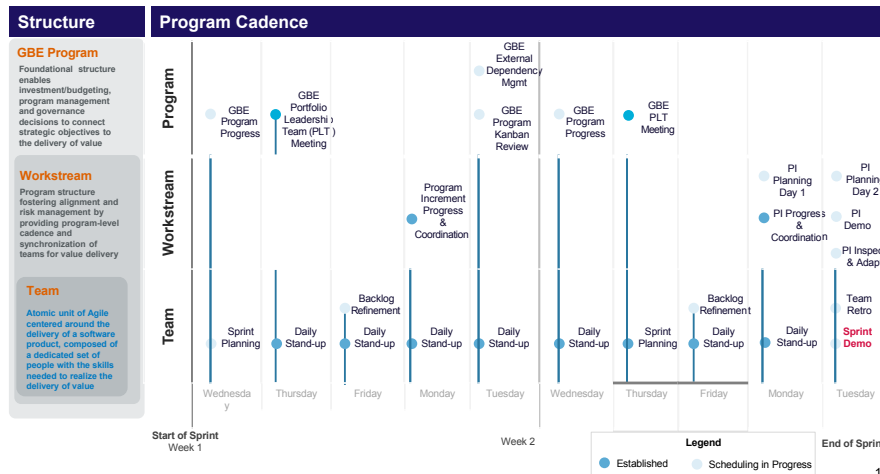 Structure
Program Cadence
GBE Program
Foundational structure
enables
investment/budgeting,
program management
and governance
decisions to connect
strategic objectives to
the delivery of value
Workstream
Program structure
fostering alignment and
risk management by
providing program-level
cadence and
synchronization of
teams for value delivery
Team
Atomic unit of Agile
centered around the
delivery of a software
product, composed of
a dedicated set of
people with the skills
needed to realize the
delivery of value
Program
GBE
Program
Progress
GBE
Portfolio
Leadership
Team (PLT)
Meeting
GBE
External
Dependency
Mgmt
GBE
Program
Kanban
Review
GBE
Program
Progress
GBE
PLT
Meeting
Workstream
Program
Increment
Progress
&
Coordination
PI
Planning
Day 1
PI Progress
&
Coordination
PI
Planning
Day 2
PI
Demo
PI Inspec
& Adap
Team
Backlog
Refinement
Backlog
Refinement
Team
Retro
Sprint
Planning
Daily
Stand-up
Daily
Stand-up
Daily
Stand-up
Daily
Stand-up
Daily
Stand-up
Sprint
Planning
Daily
Stand-up
Daily
Stand-up
Sprint
Demo
Wednesda
y
Thursday
Friday
Monday
Tuesday
Wednesday
Thursday
Friday
Monday
Tuesday
Start of Sprint
Week 1
Week 2
End of Sprin
Legend
Established
Scheduling in Progress
1